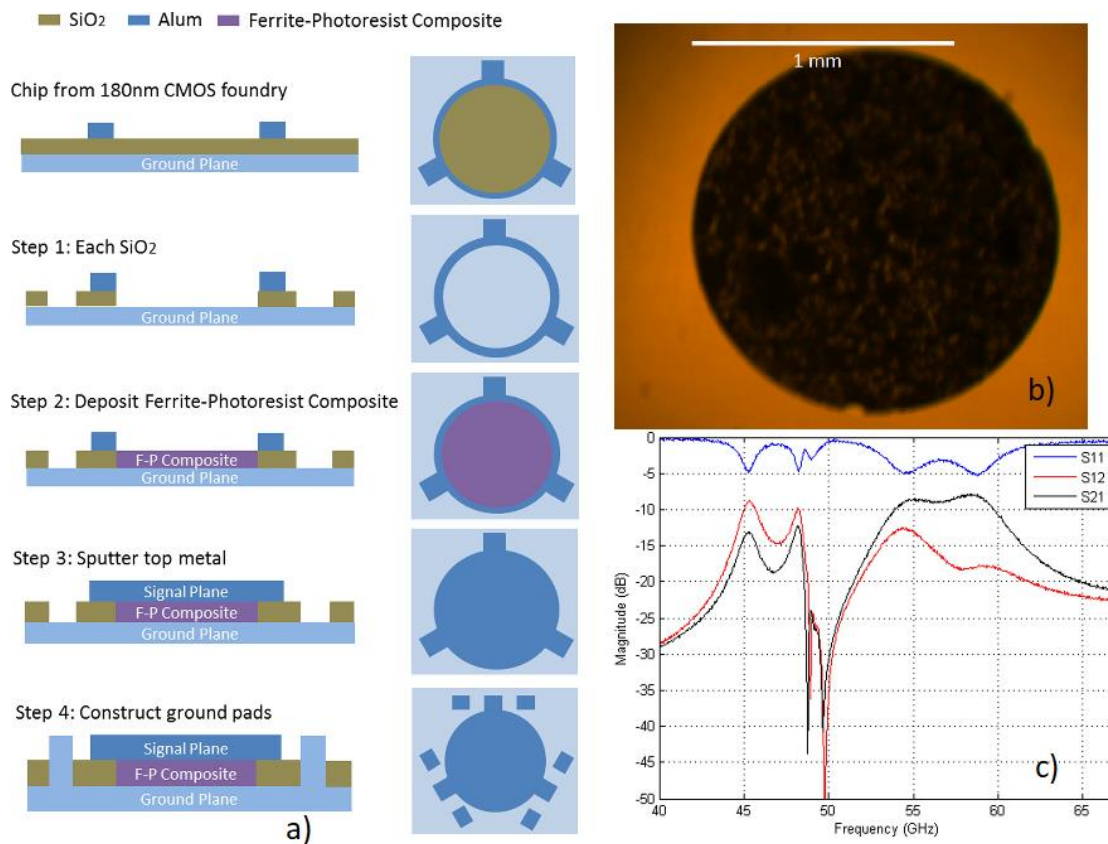 SiO2 Alum Ferrite-Photoresist Composite
Chip from 180nm CMOS foundry
Ground Plane
Step 1: Each SiO2
Ground Plane
Step 2: Deposit Ferrite-Photoresist Composite
F-P Composite
Ground Plane
Step 3: Sputter top metal
Signal Plane
F-P Composite
Ground Plane
Step 4: Construct ground pads
Signal Plane
F-P Composite
Ground Plane
a)
1 mm
b)
0
-5
-10
-15
-20
-25
-30
-35
-40
-45
-50
Magnitude (dB)
S11
S12
S21
c)
40 45 50 55 60 65
Frequency (GHz)